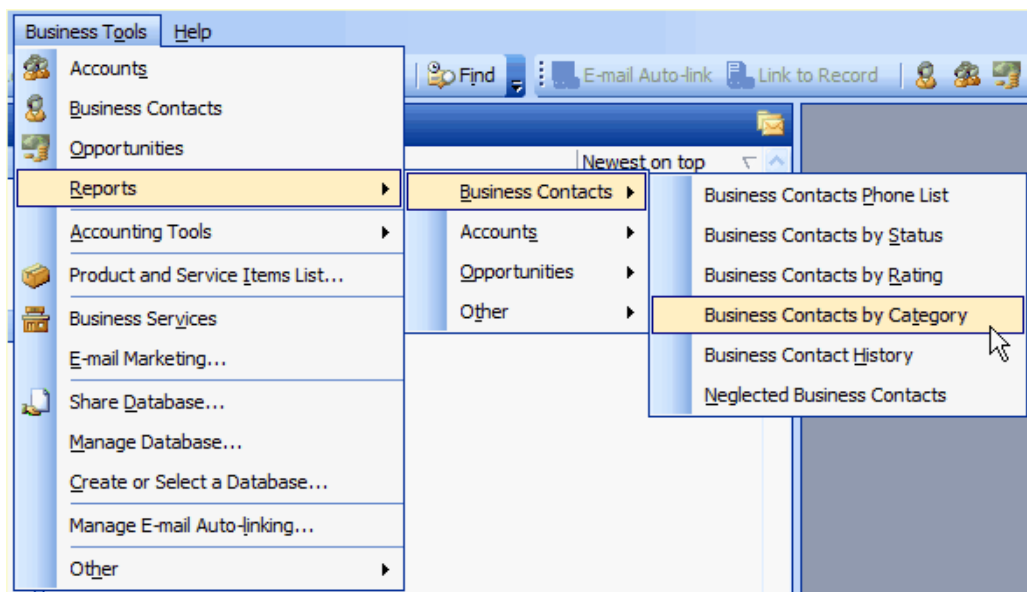 Business Tools Help
Find E-mail Auto-link Link to Record
Newest on top
Accounts
Business Contacts
Opportunities
Reports
Accounting Tools
Product and Service Items List...
Business Services
E-mail Marketing...
Share Database...
Manage Database...
Create or Select a Database...
Manage E-mail Auto-linking...
Other
Business Contacts
Accounts
Opportunities
Other
Business Contacts Phone List
Business Contacts by Status
Business Contacts by Rating
Business Contacts by Category
Business Contact History
Neglected Business Contacts